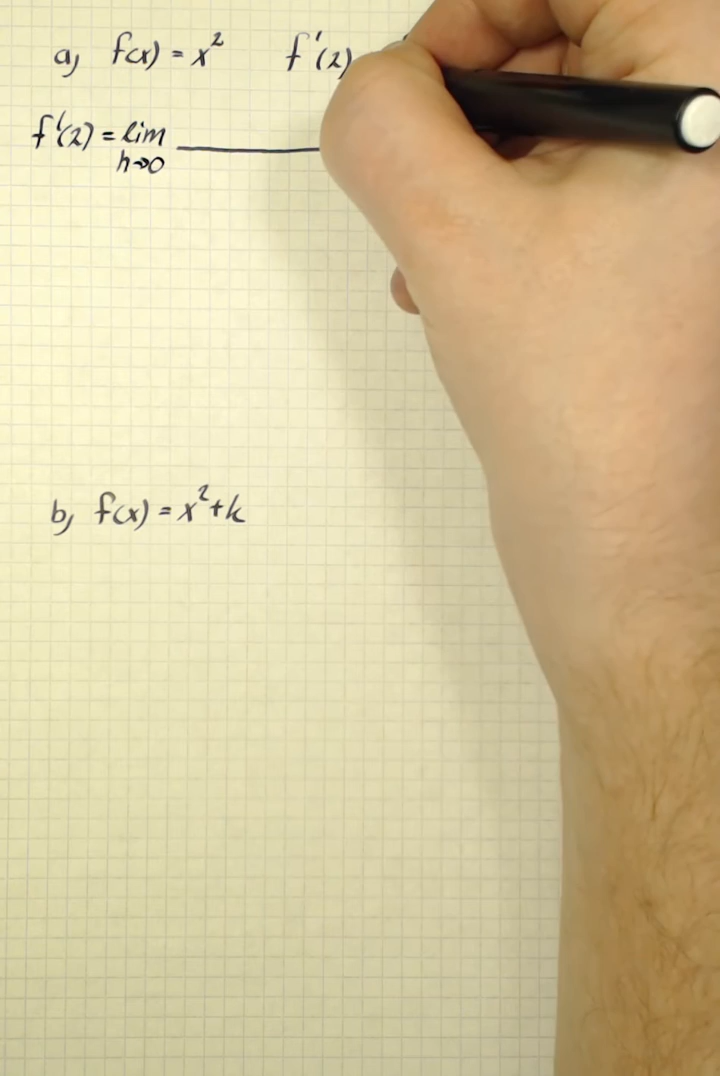 a) f(x) = x² f'(2)
f'(2) = lim
h→0
b) f(x) = x²+k